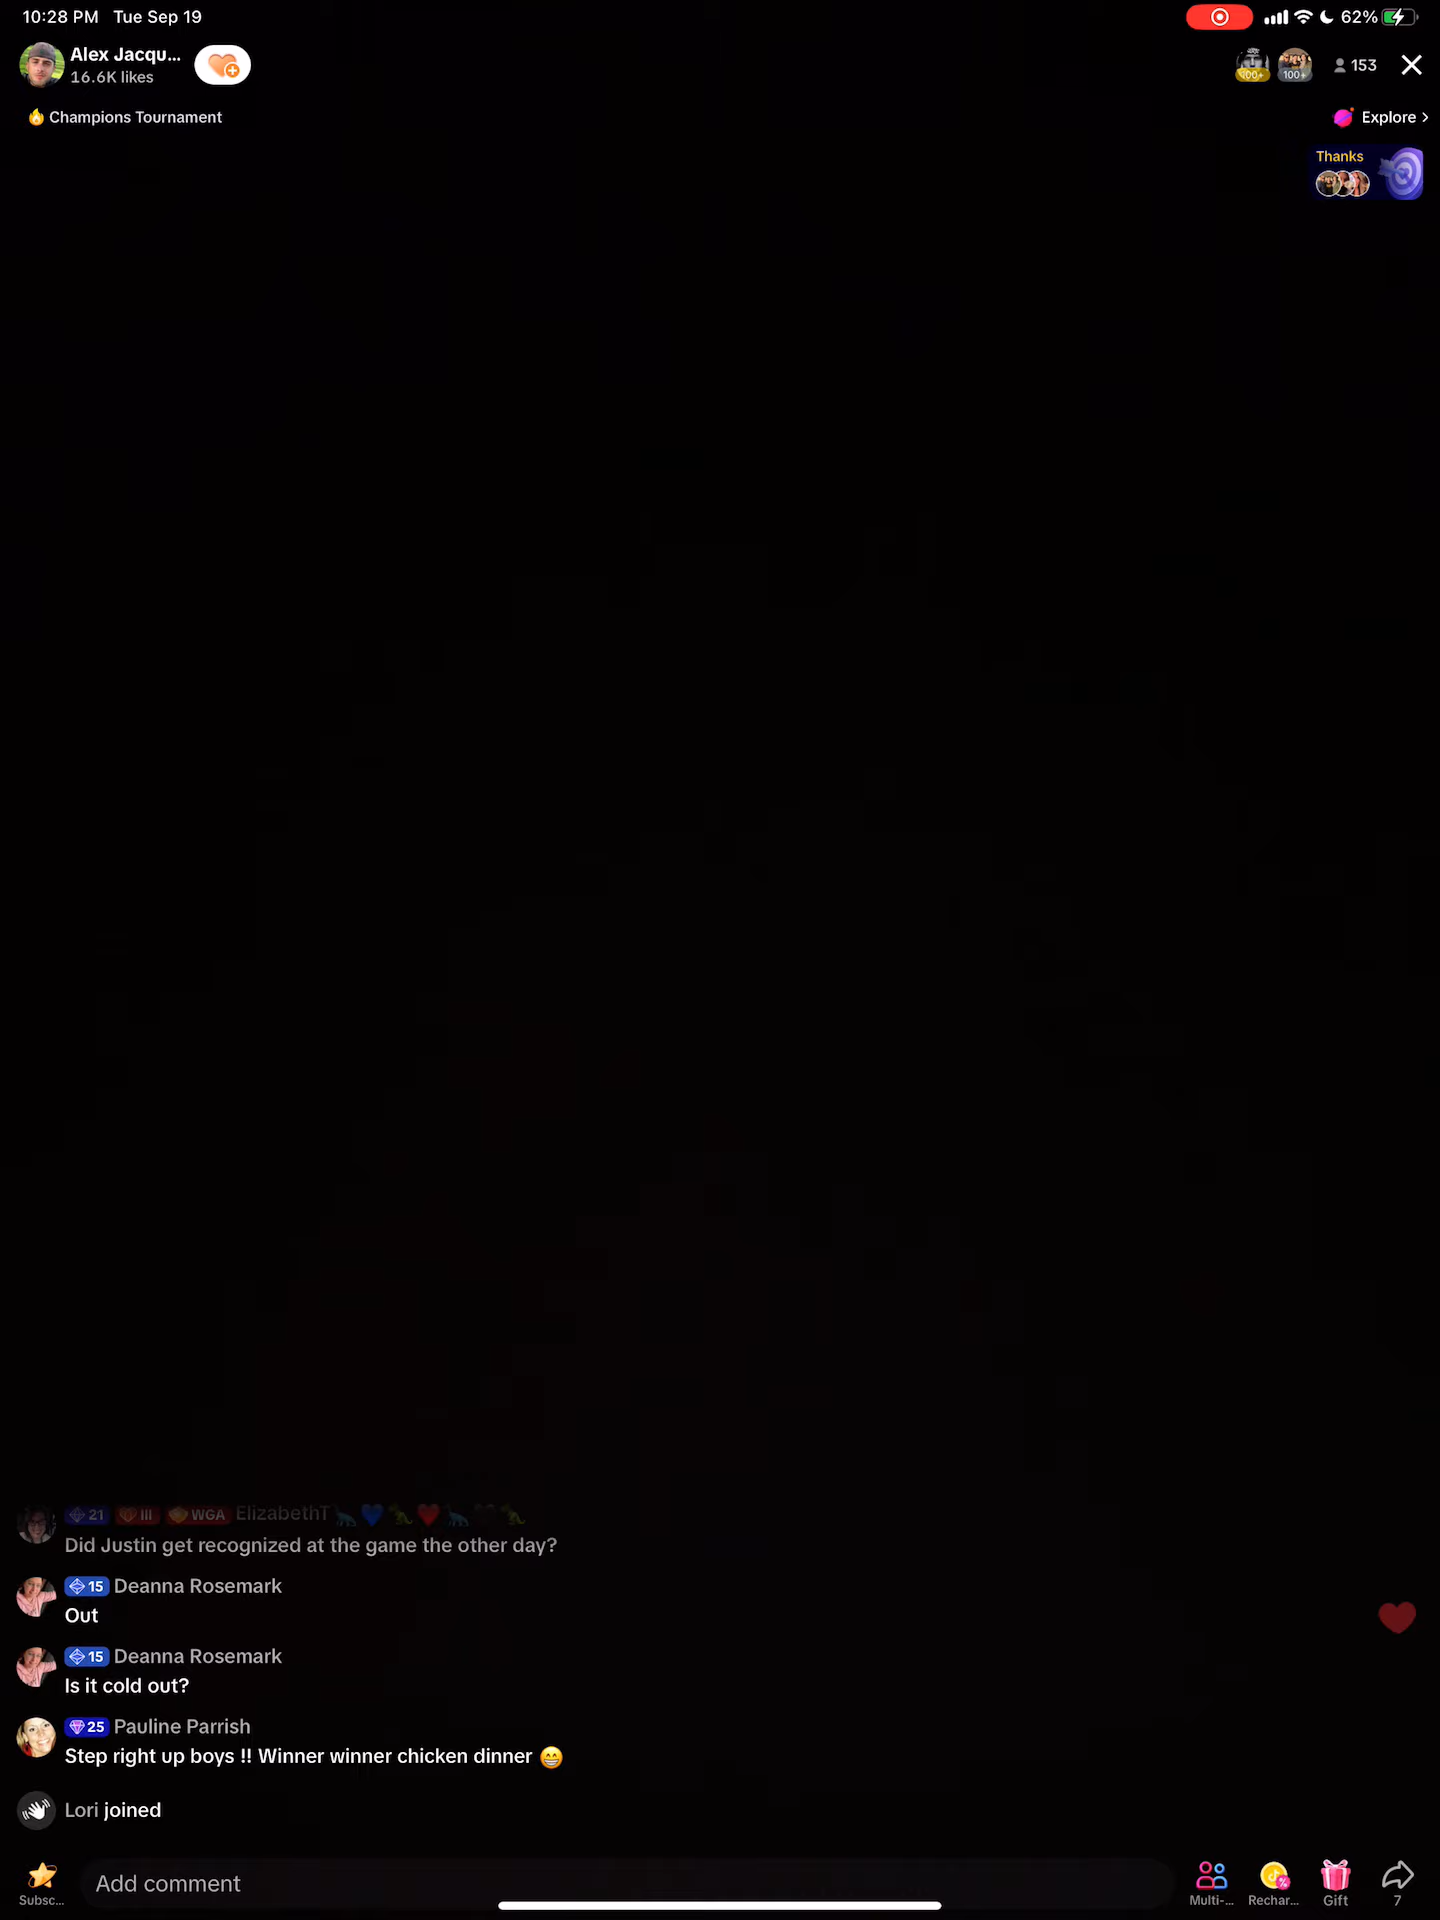 10:28 PM Tue Sep 19
62%
Alex Jacqu...
16.6K likes
100+
100+
153
Champions Tournament
Explore >
Thanks
21 III WGA ElizabethT
Did Justin get recognized at the game the other day?
15 Deanna Rosemark
Out
15 Deanna Rosemark
Is it cold out?
25 Pauline Parrish
Step right up boys !! Winner winner chicken dinner 😁
Lori joined
Add comment
Subsc...
Multi-...
Rechar...
Gift
7